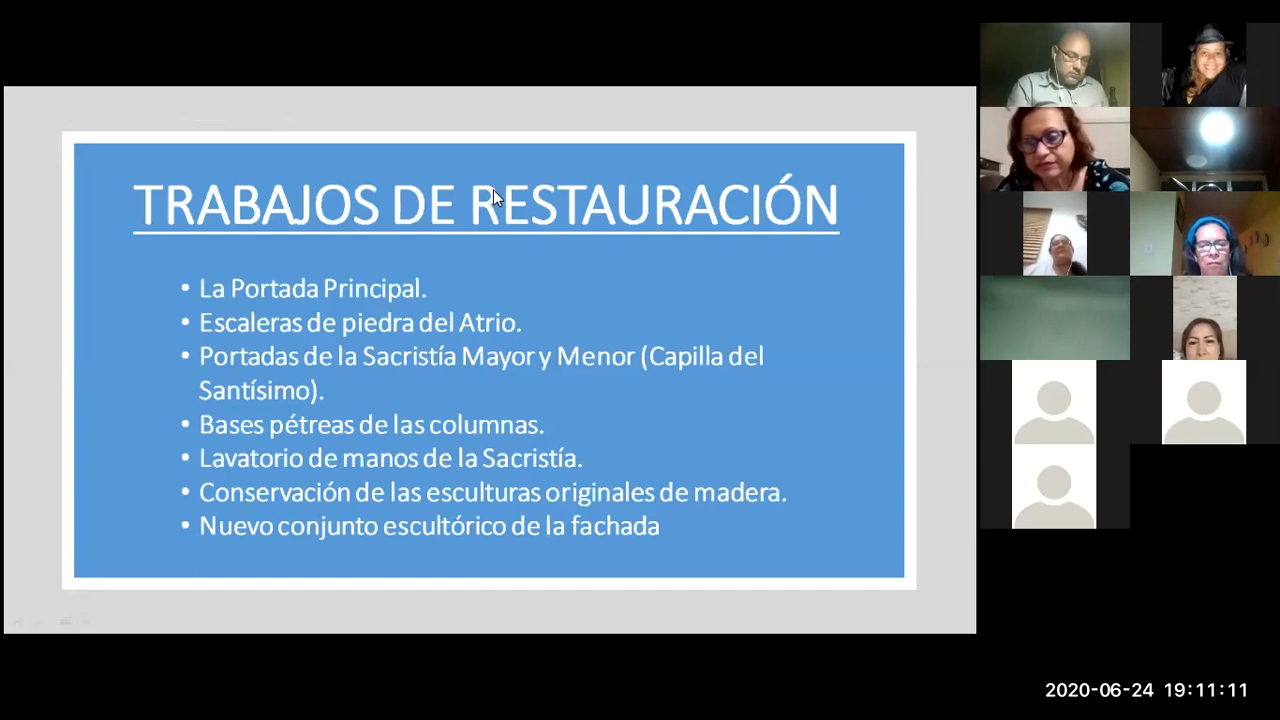 TRABAJOS DE RESTAURACIÓN
• La Portada Principal.
• Escaleras de piedra del Atrio.
• Portadas de la Sacristía Mayor y Menor (Capilla del
Santísimo).
• Bases pétreas de las columnas.
• Lavatorio de manos de la Sacristía.
• Conservación de las esculturas originales de madera.
• Nuevo conjunto escultórico de la fachada
2020-06-24 19:11:11